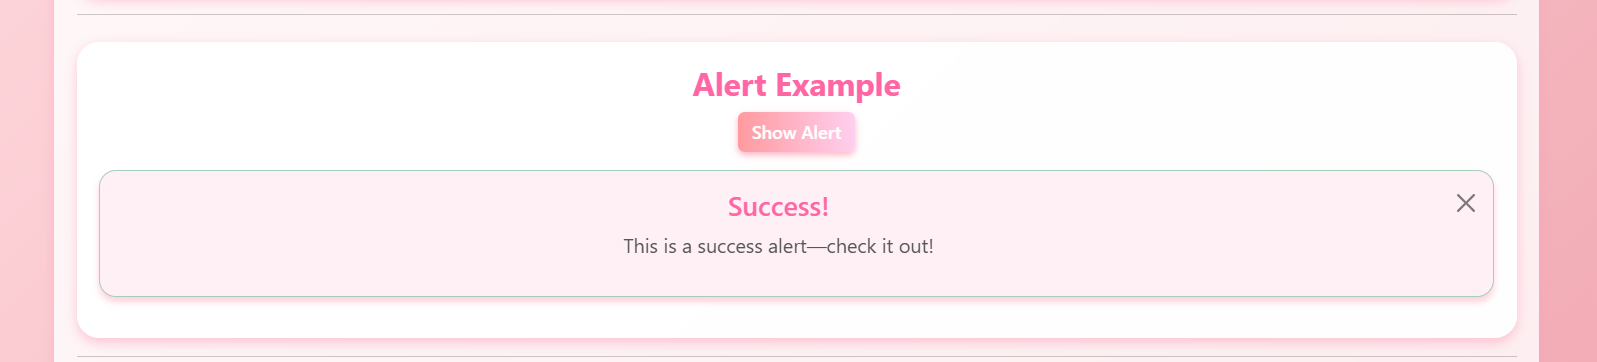 Alert Example
Show Alert
Success!
This is a success alert—check it out!